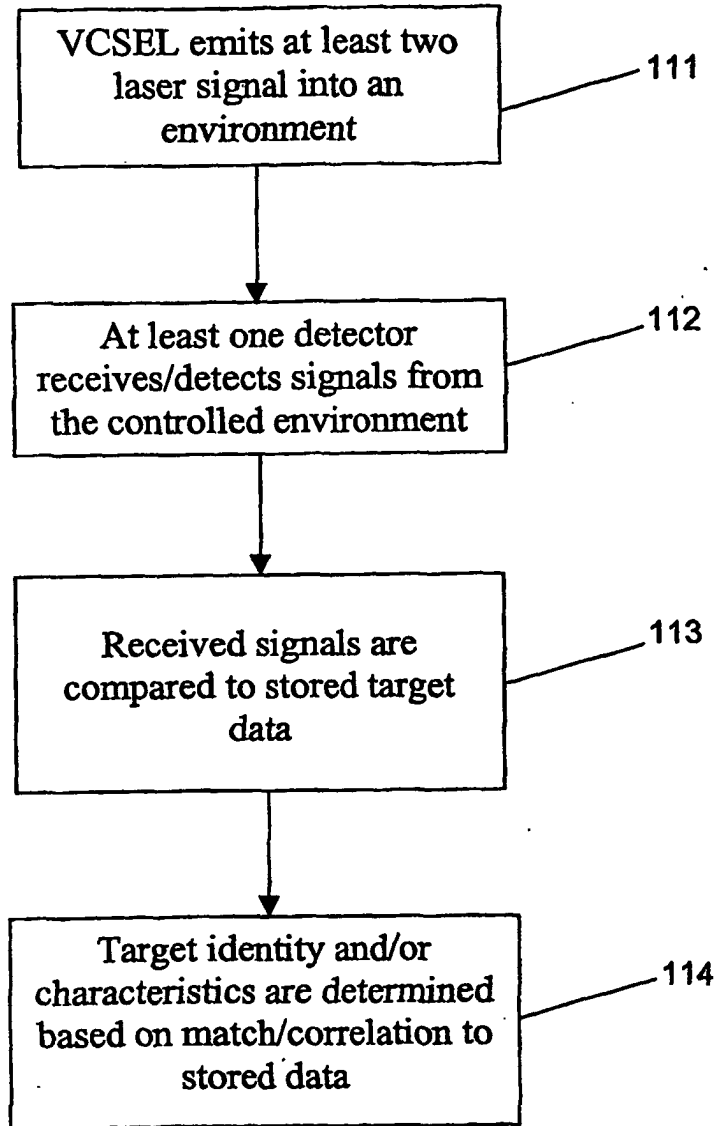 VCSEL emits at least two
laser signal into an
environment
111
At least one detector
receives/detects signals from
the controlled environment
112
Received signals are
compared to stored target
data
113
Target identity and/or
characteristics are determined
based on match/correlation to
stored data
114